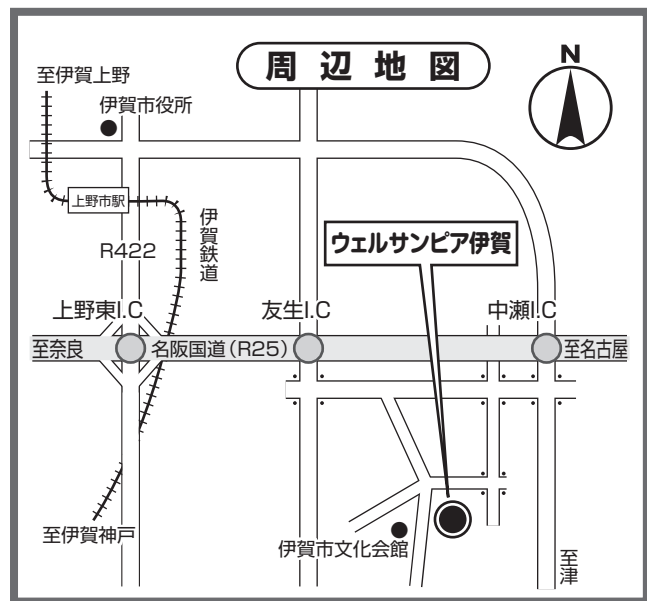 周辺地図
N
至伊賀上野
伊賀市役所
上野市駅
伊賀鉄道
R422
ウェルサンピア伊賀
上野東I.C
友生I.C
中瀬I.C
至奈良
名阪国道(R25)
至名古屋
至伊賀神戸
伊賀市文化会館
至津